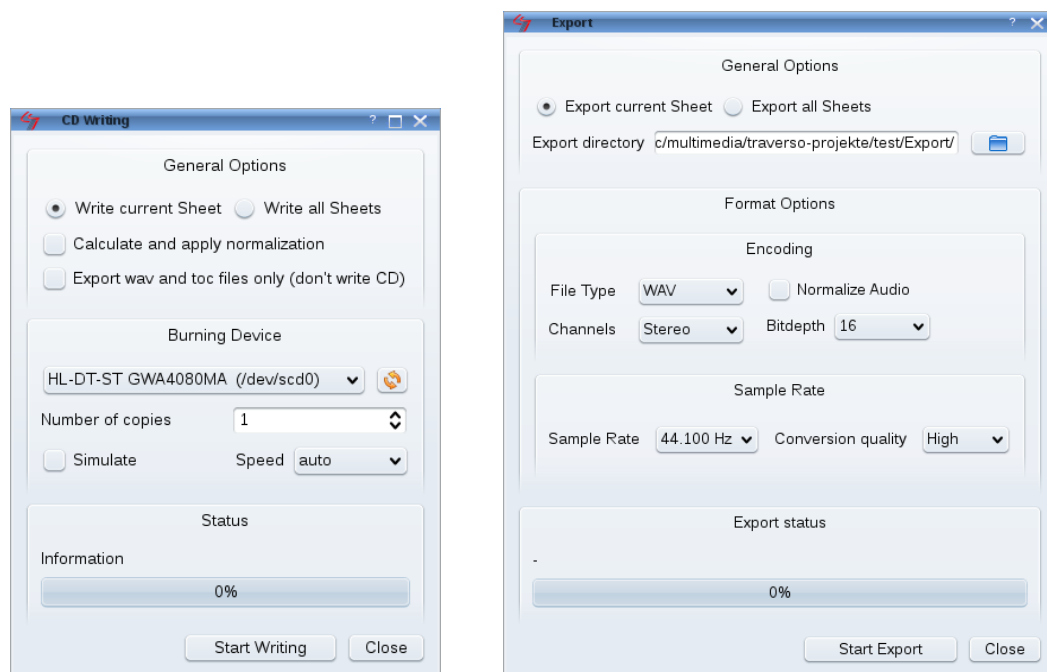 CD Writing ?
General Options
Write current Sheet Write all Sheets
Calculate and apply normalization
Export wav and toc files only (don't write CD)
Burning Device
HL-DT-ST GWA4080MA (/dev/scd0)
Number of copies 1
Simulate Speed auto
Status
Information
0%
Start Writing Close
Export ?
General Options
Export current Sheet Export all Sheets
Export directory c/multimedia/traverso-projekte/test/Export/
Format Options
Encoding
File Type WAV Normalize Audio
Channels Stereo Bitdepth 16
Sample Rate
Sample Rate 44.100 Hz Conversion quality High
Export status
-
0%
Start Export Close